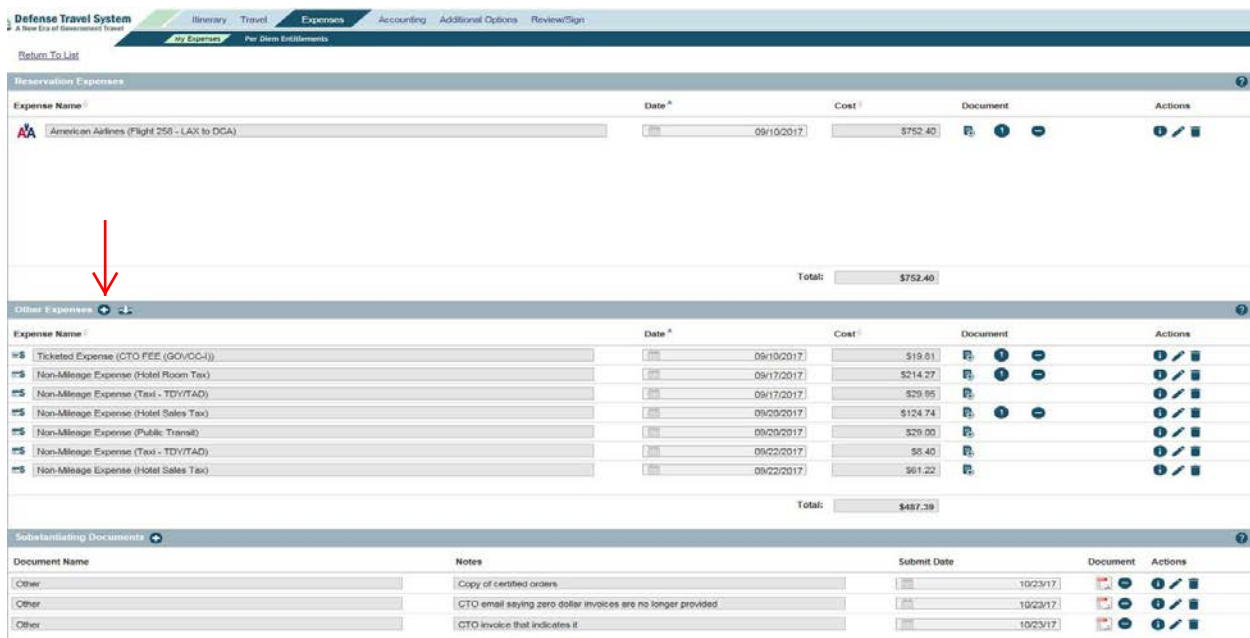 Defense Travel System
A New Era of Government Travel
Itinerary Travel Expenses Accounting Additional Options Review/Sign
My Expenses Per Diem Entitlements
Return To List
Reservation Expenses
Expense Name Date Cost Document Actions
AA American Airlines (Flight 258 - LAX to DCA) 09/10/2017 $752.40 1
Total: $752.40
Other Expenses
Expense Name Date Cost Document Actions
Ticketed Expense (CTO FEE (GOVCC-I)) 09/10/2017 $19.81 1
Non-Mileage Expense (Hotel Room Tax) 09/17/2017 $214.27 1
Non-Mileage Expense (Taxi - TDY/TAD) 09/17/2017 $29.95
Non-Mileage Expense (Hotel Sales Tax) 09/20/2017 $124.74 1
Non-Mileage Expense (Public Transit) 09/20/2017 $29.00
Non-Mileage Expense (Taxi - TDY/TAD) 09/22/2017 $8.40
Non-Mileage Expense (Hotel Sales Tax) 09/22/2017 $61.22
Total: $487.39
Substantiating Documents
Document Name Notes Submit Date Document Actions
Other Copy of certified orders 10/23/17
Other CTO email saying zero dollar invoices are no longer provided 10/23/17
Other CTO invoice that indicates it 10/23/17